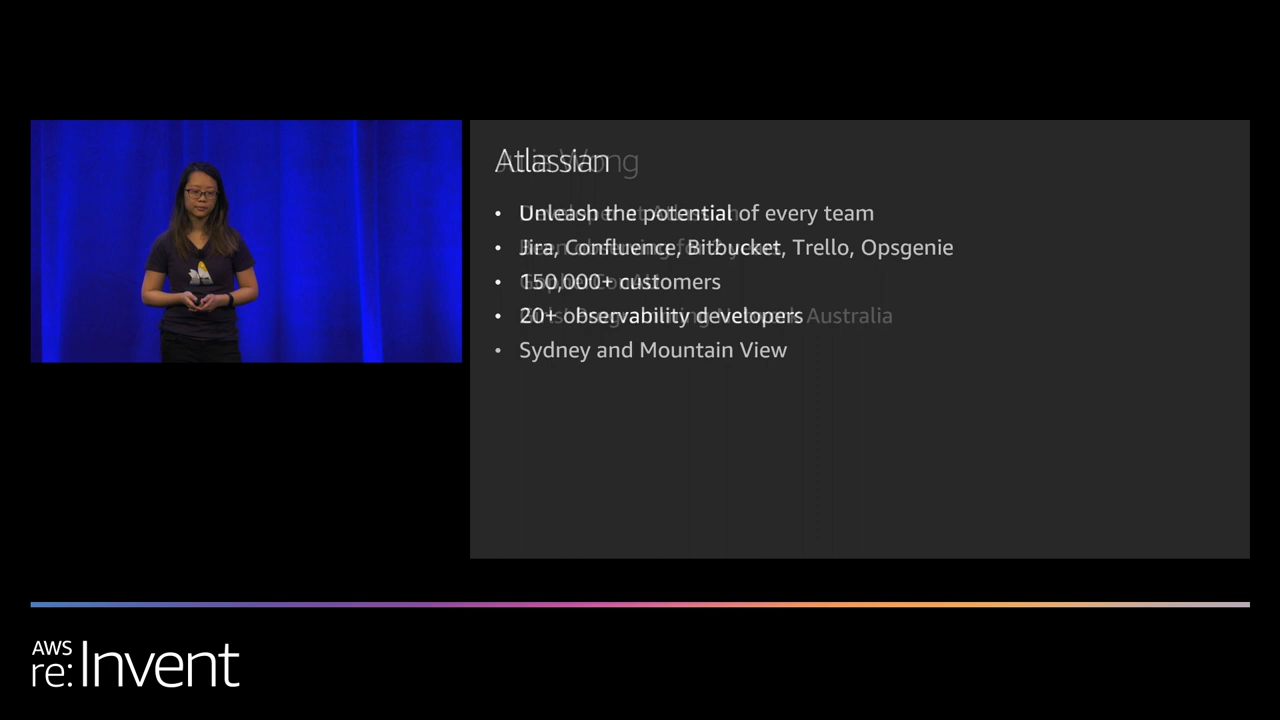 Atlassian
• Unleash the potential of every team
• Jira, Confluence, Bitbucket, Trello, Opsgenie
• 150,000+ customers
• 20+ observability developers
Australia
• Sydney and Mountain View
AWS
re:Invent